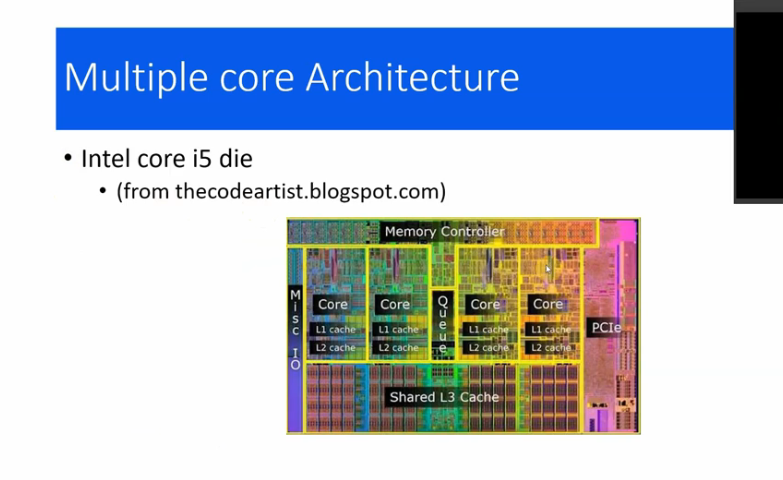 Multiple core Architecture
• Intel core i5 die
• (from thecodeartist.blogspot.com)
Memory Controller
Misc IO
Core
Core
Queue
Core
Core
L1 cache
L1 cache
L1 cache
L1 cache
L2 cache
L2 cache
L2 cache
L2 cache
PCIe
Shared L3 Cache